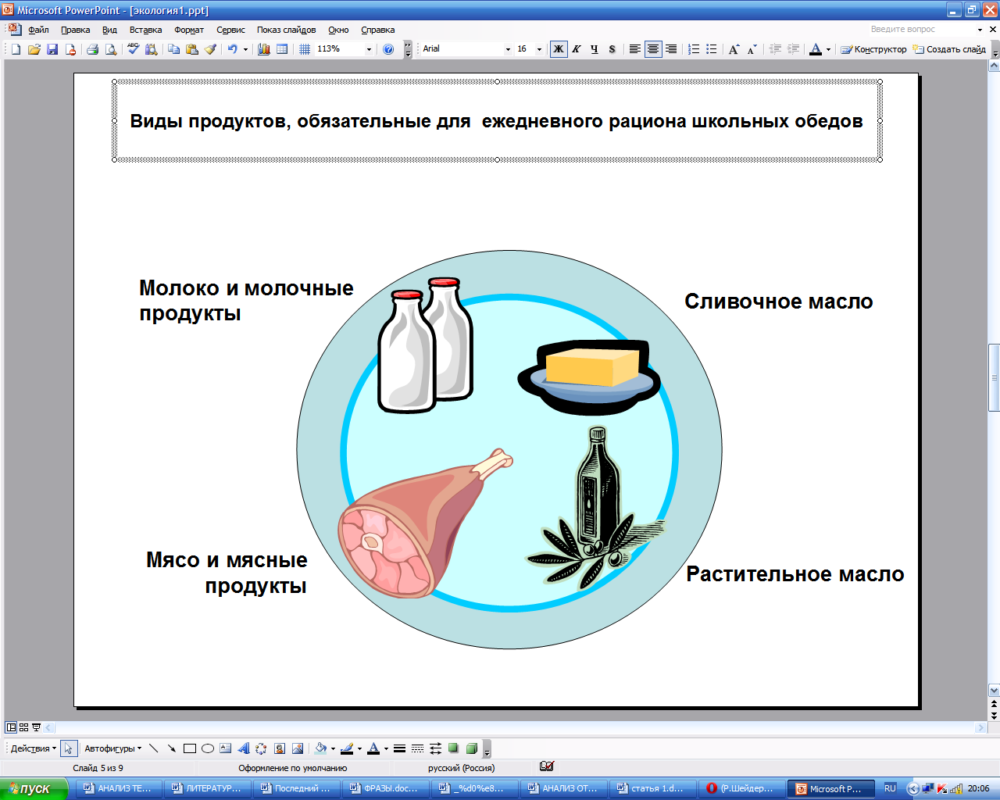 Microsoft PowerPoint - [экология1.ppt]
Файл Правка Вид Вставка Формат Сервис Показ слайдов Окно Справка Введите вопрос
113% Arial 16 Ж К Ч S Конструктор Создать слайд
Виды продуктов, обязательные для  ежедневного рациона школьных обедов
Молоко и молочные
продукты
Сливочное масло
Мясо и мясные
продукты
Растительное масло
Действия Автофигуры
Слайд 5 из 9 Оформление по умолчанию русский (Россия)
пуск АНАЛИЗ ТЕ... ЛИТЕРАТУР... Последний ... ФРАЗЫ.doc... _%d0%e8... АНАЛИЗ ОТ... статья 1.d... (Р.Шейдер... Microsoft P... RU 20:06